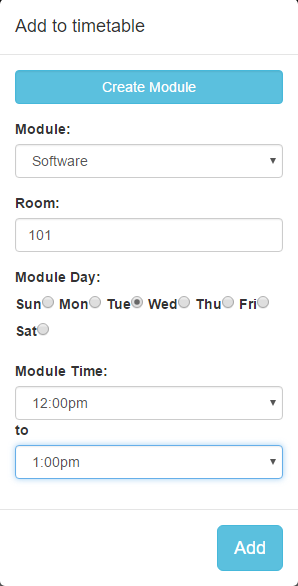 Add to timetable
Create Module
Module:
Software
Room:
101
Module Day:
Sun Mon Tue Wed Thu Fri
Sat
Module Time:
12:00pm
to
1:00pm
Add